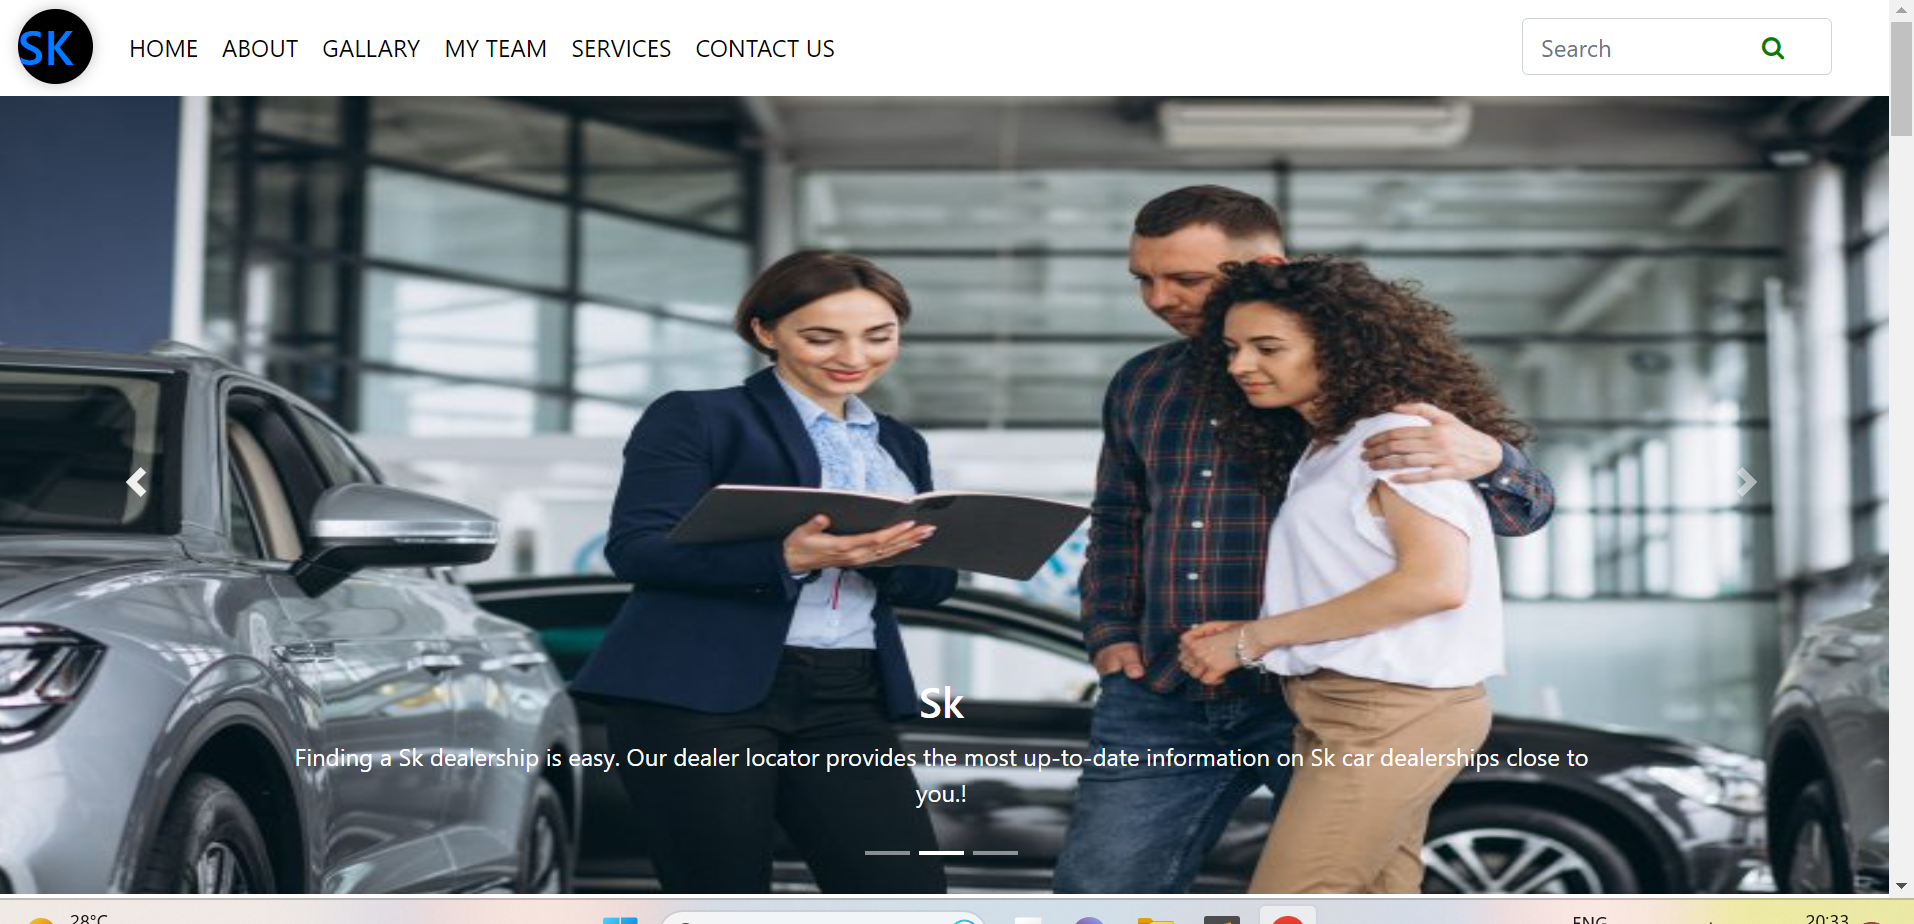 SK
HOME ABOUT GALLARY MY TEAM SERVICES CONTACT US
Search
Sk
Finding a Sk dealership is easy. Our dealer locator provides the most up-to-date information on Sk car dealerships close to
you.!
28°C
ENG
20:33